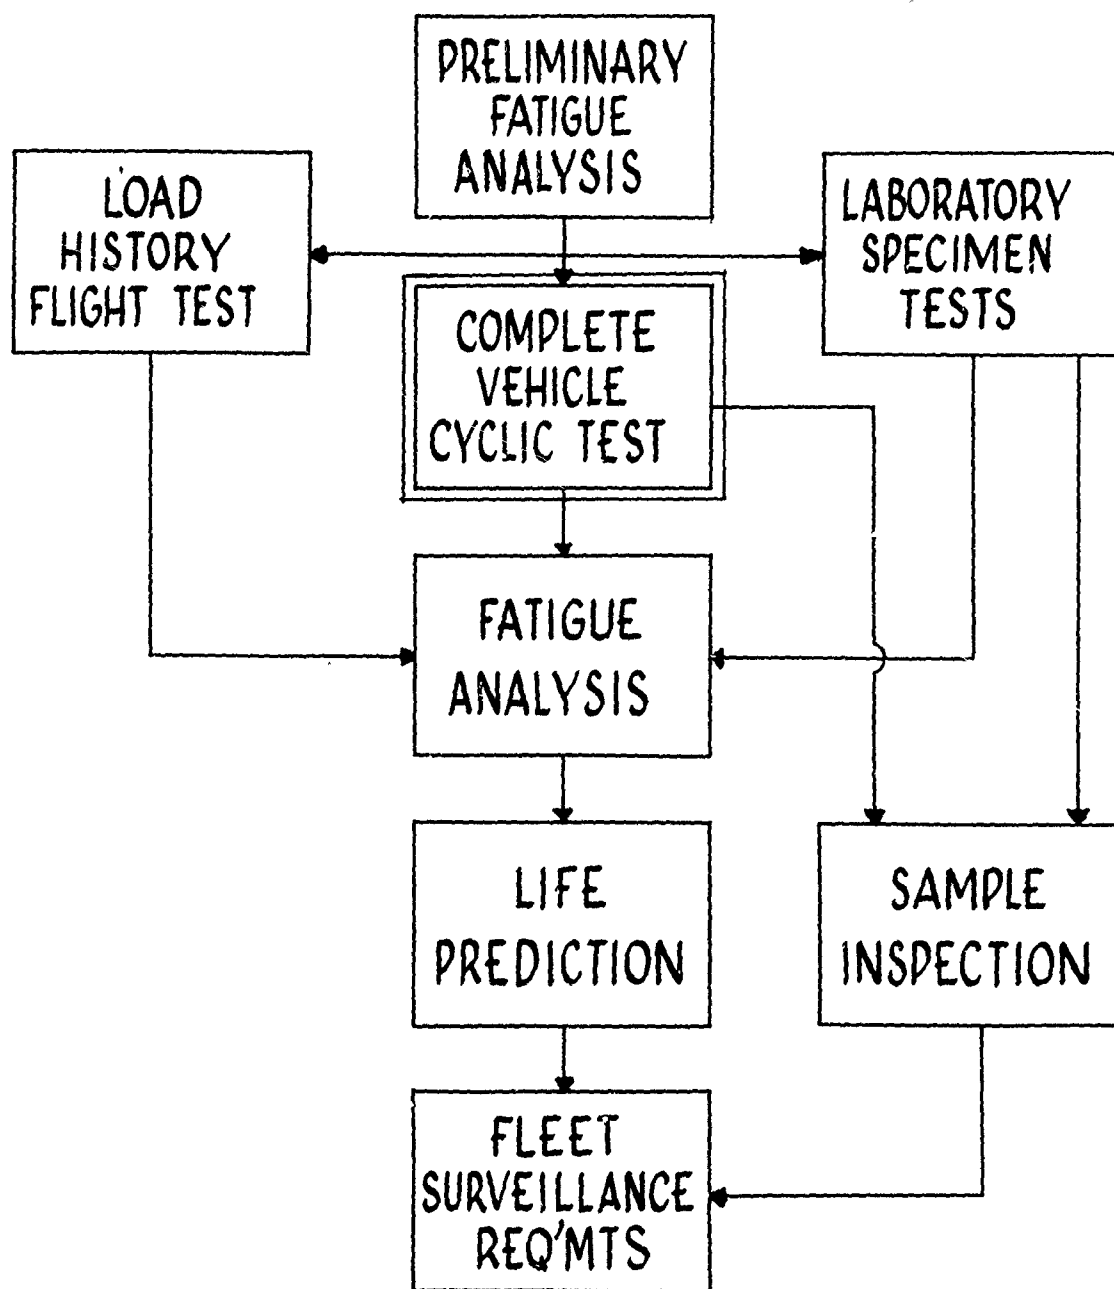 PRELIMINARY
FATIGUE
ANALYSIS
LOAD
HISTORY
FLIGHT TEST
LABORATORY
SPECIMEN
TESTS
COMPLETE
VEHICLE
CYCLIC TEST
FATIGUE
ANALYSIS
LIFE
PREDICTION
SAMPLE
INSPECTION
FLEET
SURVEILLANCE
REQ'MTS